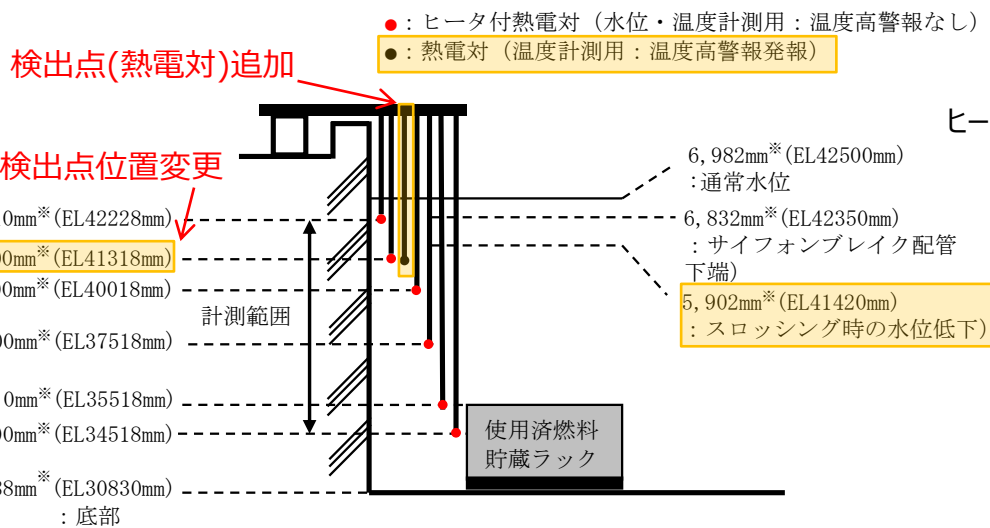 ●：ヒータ付熱電対（水位・温度計測用：温度高警報なし）
●：熱電対（温度計測用：温度高警報発報）
検出点(熱電対)追加
ヒー
検出点位置変更
6,982mm※(EL42500mm)
：通常水位
0mm※(EL42228mm)
6,832mm※(EL42350mm)
：サイフォンブレイク配管
下端)
00mm※(EL41318mm)
00mm※(EL40018mm)
5,902mm※(EL41420mm)
：スロッシング時の水位低下)
計測範囲
00mm※(EL37518mm)
0mm※(EL35518mm)
00mm※(EL34518mm)
使用済燃料
貯蔵ラック
88mm※(EL30830mm)
：底部